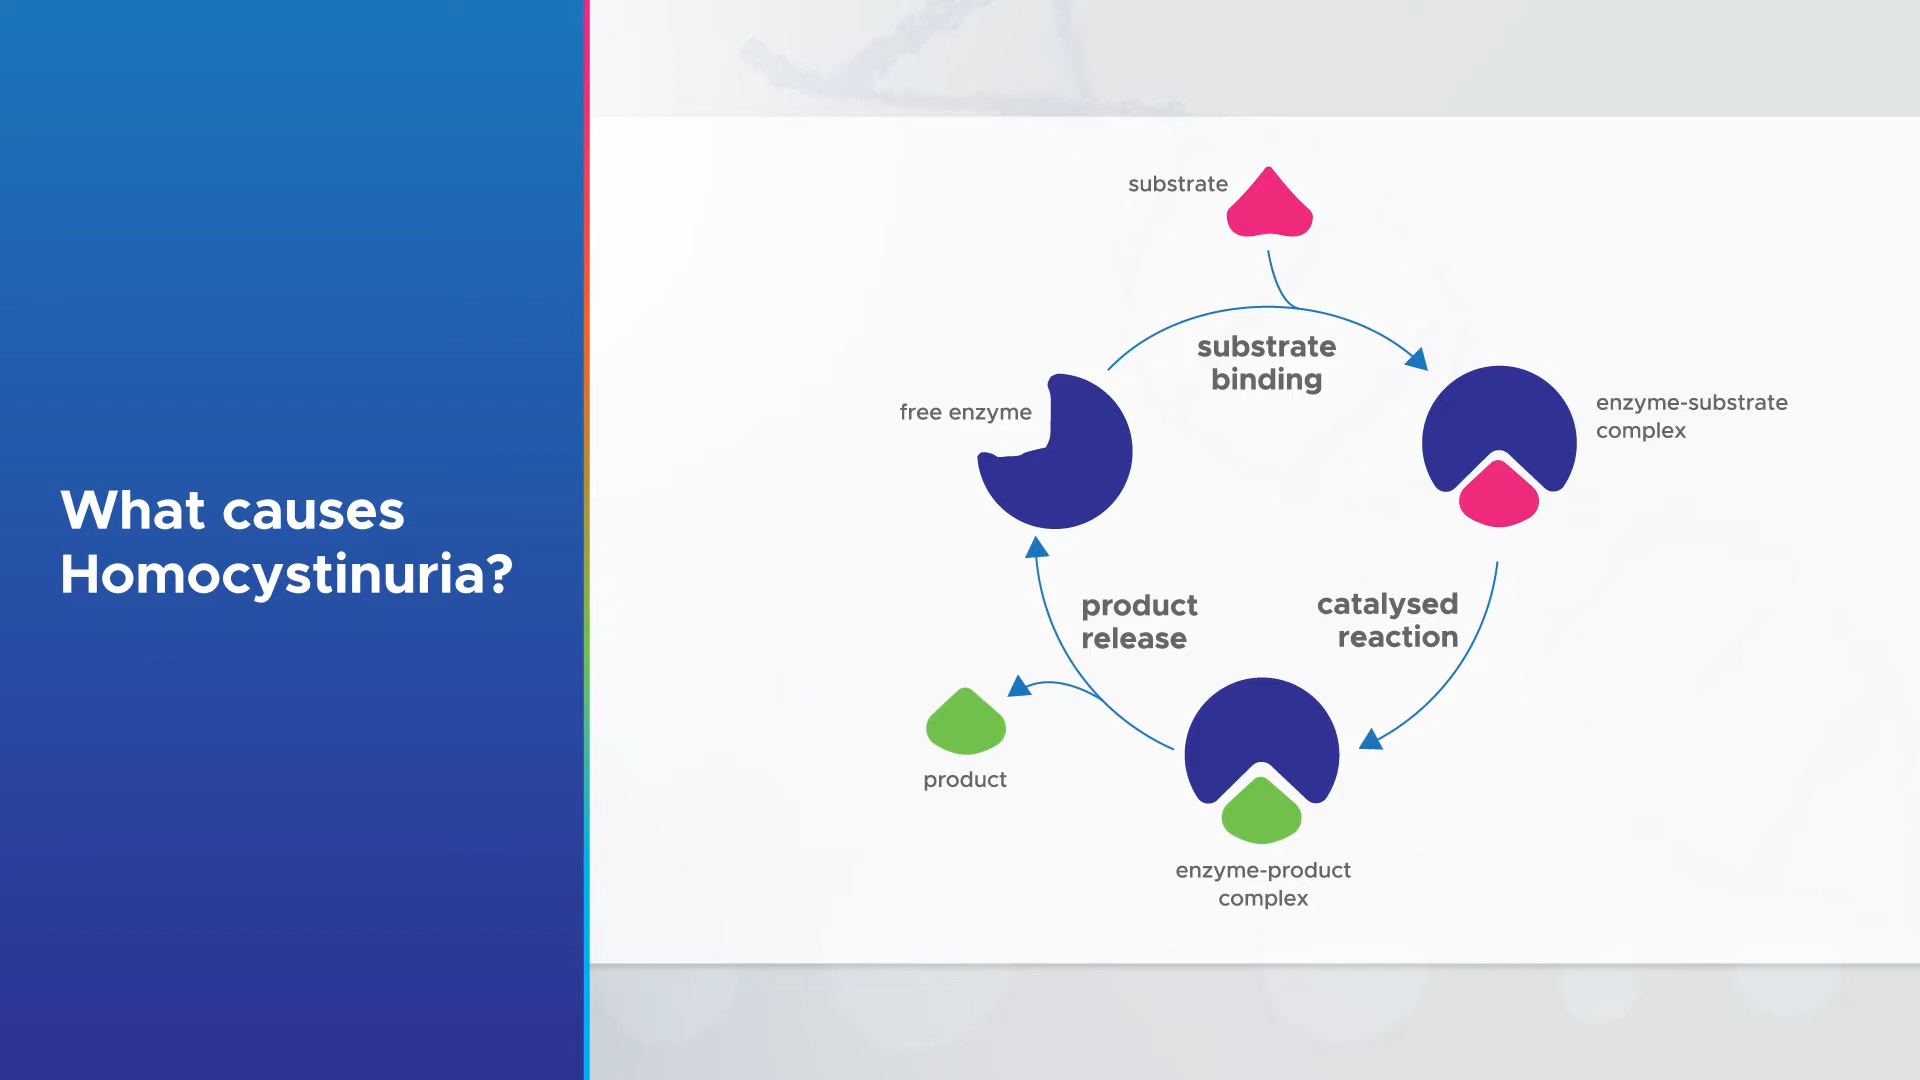 What causes
Homocystinuria?
substrate
substrate
binding
free enzyme
enzyme-substrate
complex
product
release
catalysed
reaction
product
enzyme-product
complex